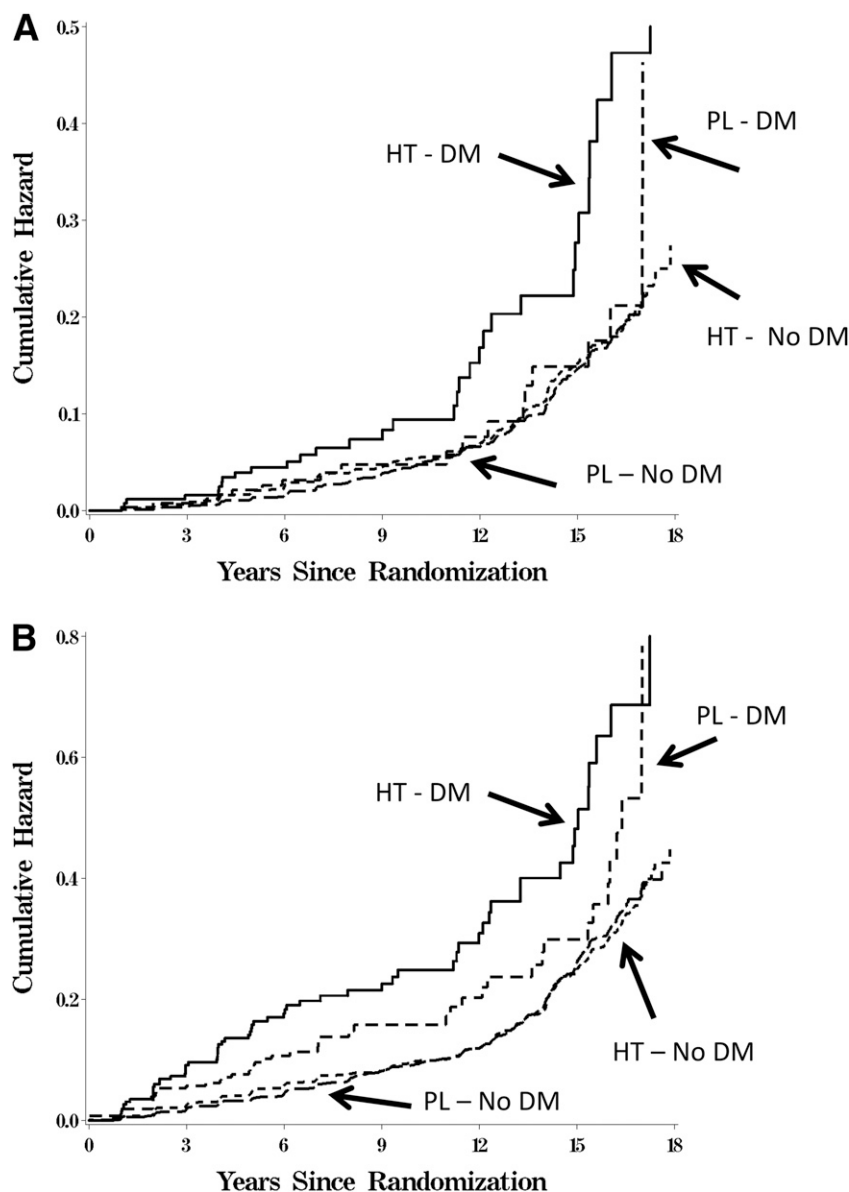 A
0.5
0.4
0.3
0.2
0.1
0.0
Cumulative Hazard
HT - DM
PL - DM
HT - No DM
PL – No DM
0 3 6 9 12 15 18
Years Since Randomization
B
0.8
0.6
0.4
0.2
0.0
Cumulative Hazard
PL - DM
HT - DM
HT – No DM
PL – No DM
0 3 6 9 12 15 18
Years Since Randomization